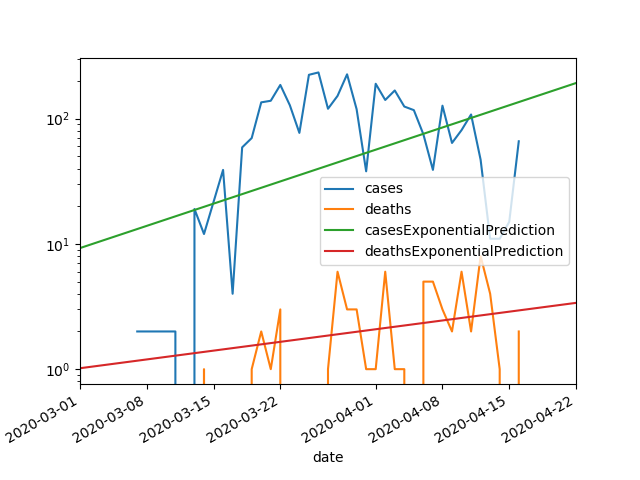 10²
10¹
10⁰
cases
deaths
casesExponentialPrediction
deathsExponentialPrediction
2020-03-01
2020-03-08
2020-03-15
2020-03-22
2020-04-01
2020-04-08
2020-04-15
2020-04-22
date